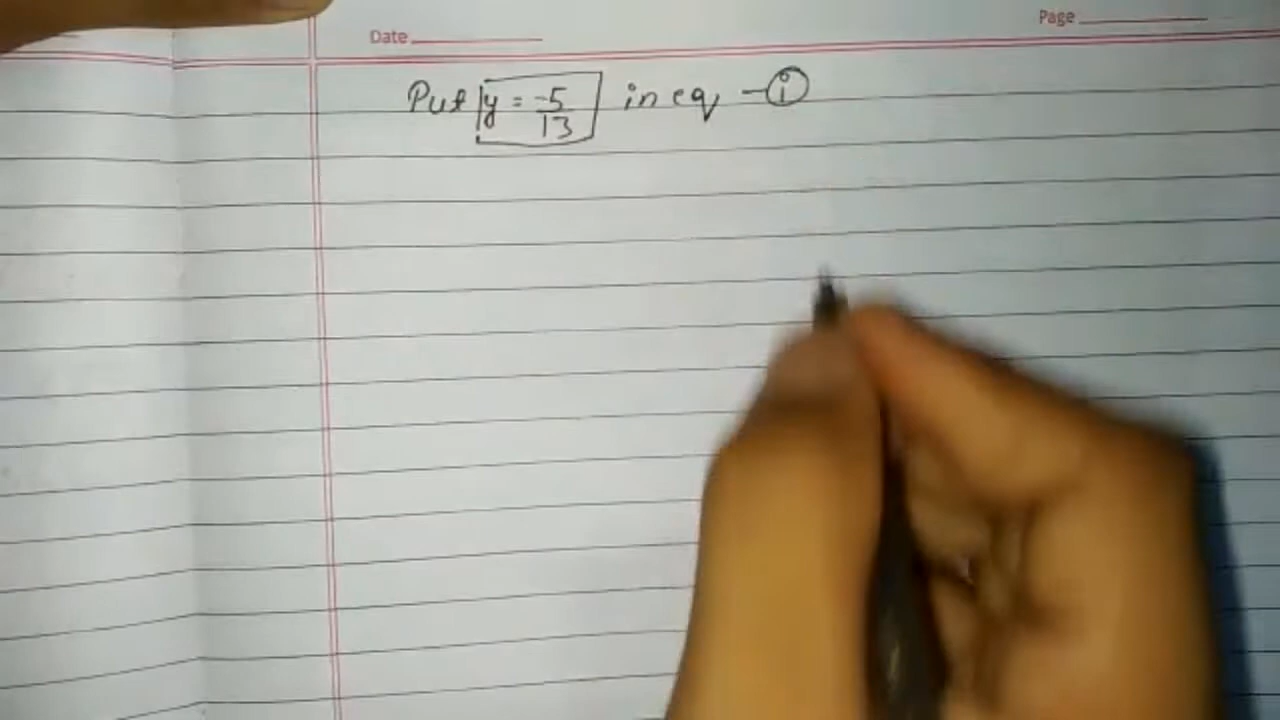 Date
Page
Put y = -5/13 in eq - (i)